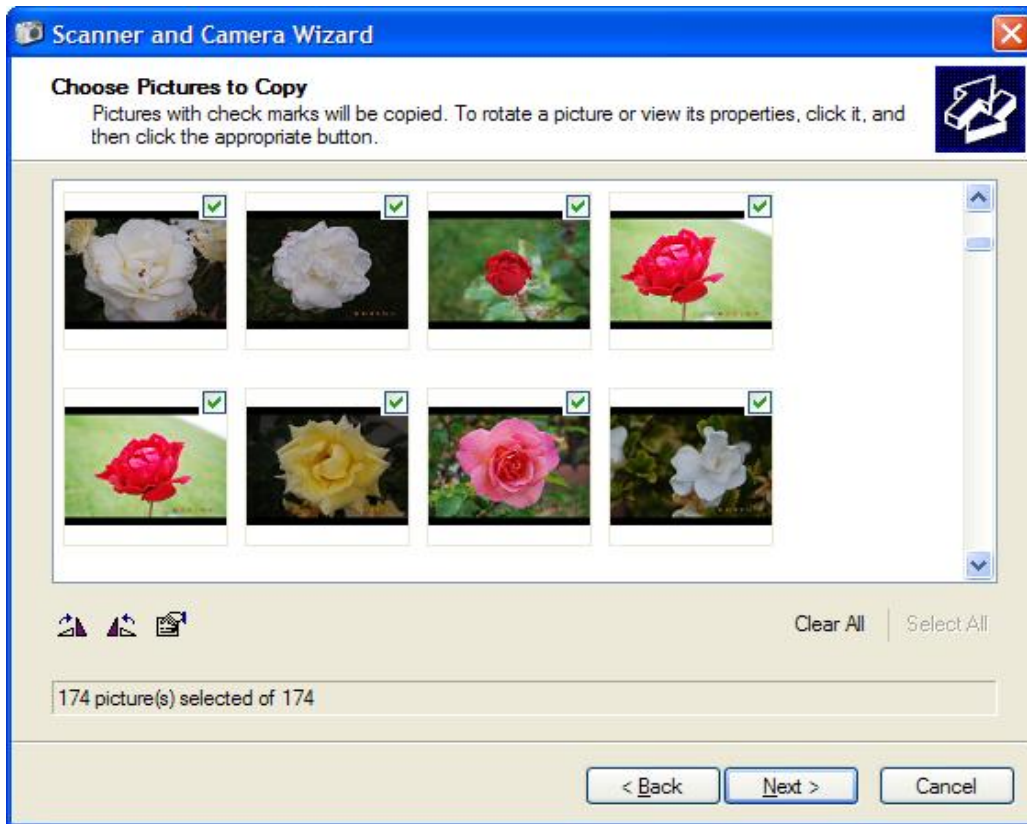 Scanner and Camera Wizard
Choose Pictures to Copy
Pictures with check marks will be copied. To rotate a picture or view its properties, click it, and
then click the appropriate button.
Clear All
Select All
174 picture(s) selected of 174
< Back
Next >
Cancel